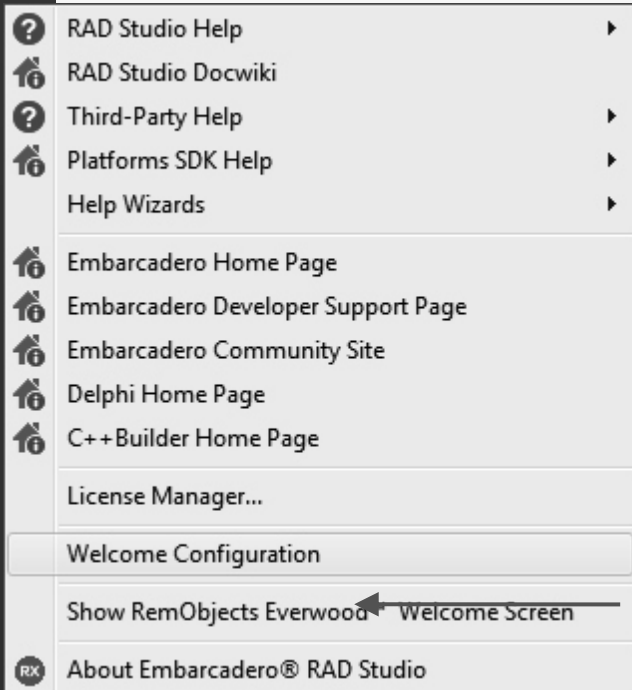 RAD Studio Help
RAD Studio Docwiki
Third-Party Help
Platforms SDK Help
Help Wizards
Embarcadero Home Page
Embarcadero Developer Support Page
Embarcadero Community Site
Delphi Home Page
C++Builder Home Page
License Manager...
Welcome Configuration
Show RemObjects Everwood Welcome Screen
RX About Embarcadero® RAD Studio